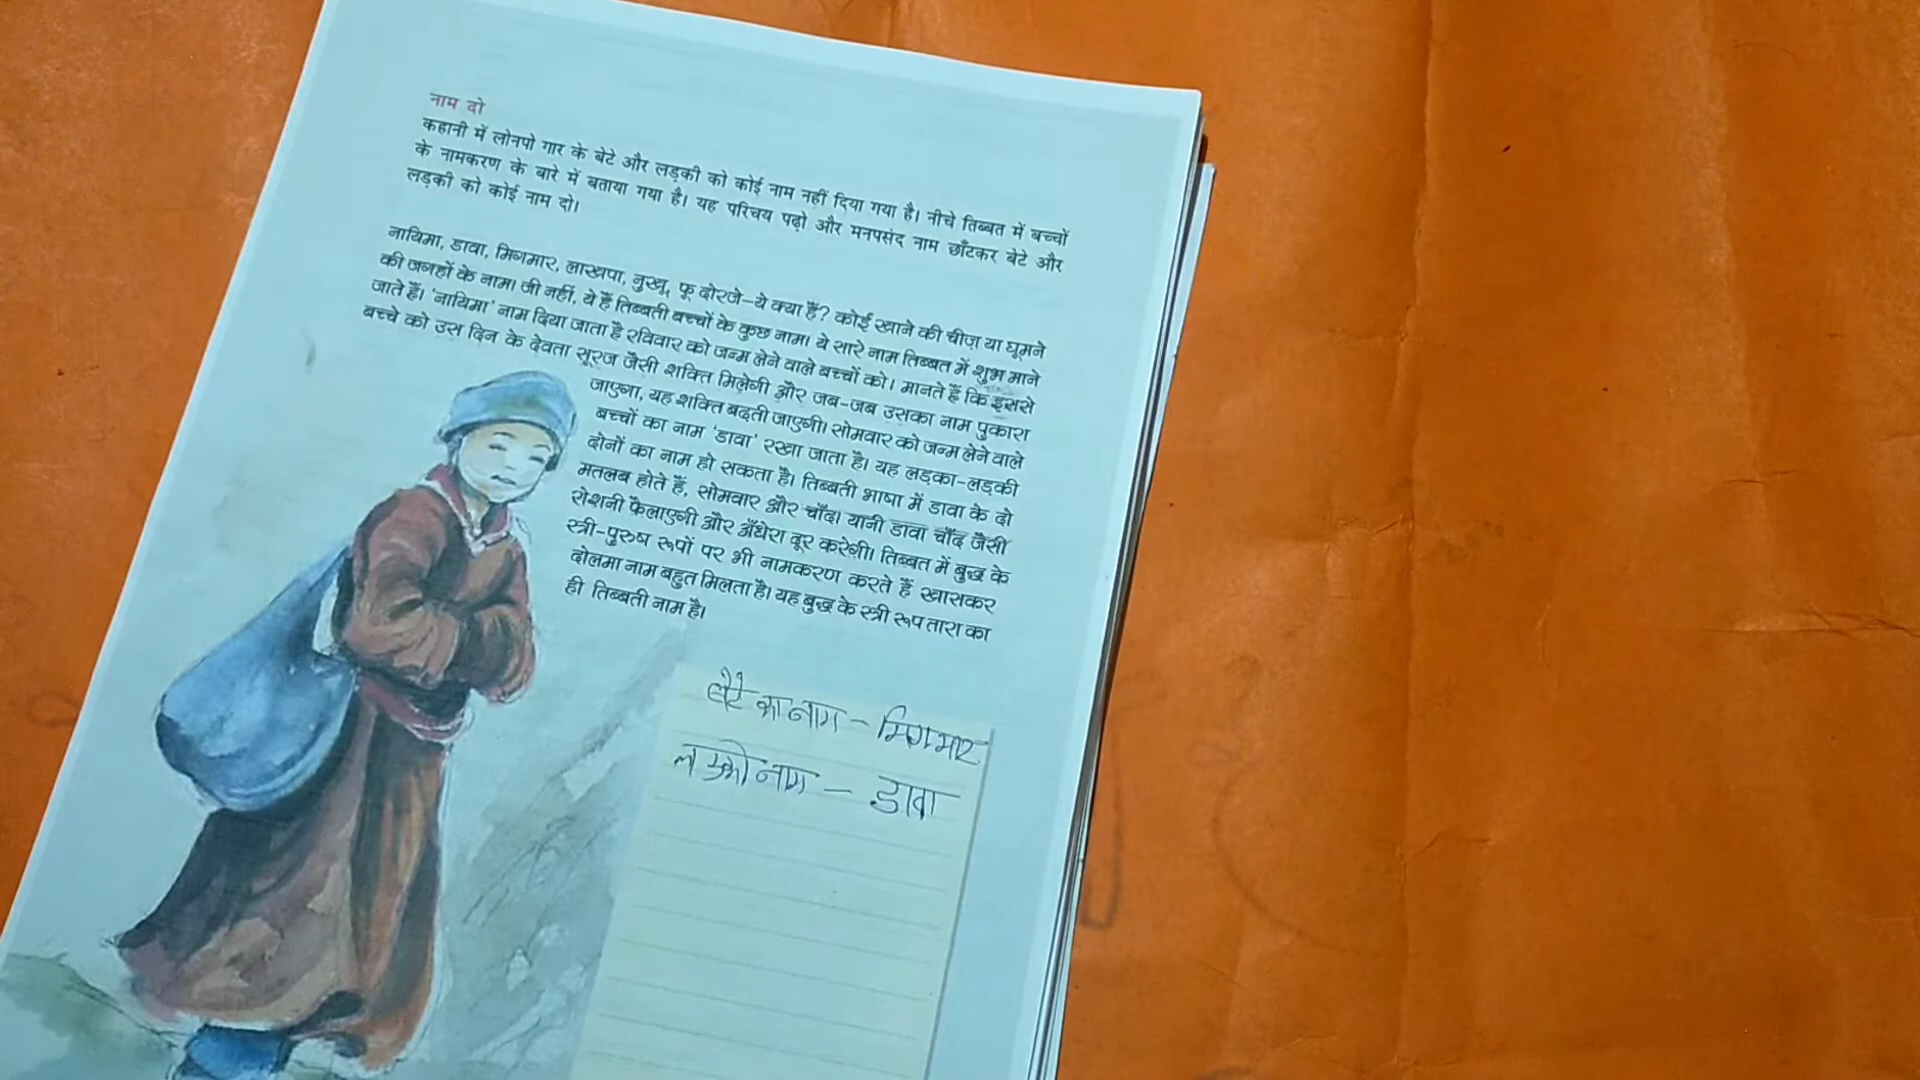 नाम दो
कहानी में लोनपो गार के बेटे और लड़की को कोई नाम नहीं दिया गया है। नीचे तिब्बत में बच्चों
के नामकरण के बारे में बताया गया है। यह परिचय पढ़ो और मनपसंद नाम छाँटकर बेटे और
लड़की को कोई नाम दो।
नायिमा, डावा, मिगमार, लाखपा, नुखू, फू दोरजे–ये क्या हैं? कोई खाने की चीज़ या घूमने
की जगहों के नाम। जी नहीं, ये हैं तिब्बती बच्चों के कुछ नाम। ये सारे नाम तिब्बत में शुभ माने
जाते हैं। ‘नायिमा’ नाम दिया जाता है रविवार को जन्म लेने वाले बच्चों को। मानते हैं कि इससे
बच्चे को उस दिन के देवता सूरज जैसी शक्ति मिलेगी और जब-जब उसका नाम पुकारा
जाएगा, यह शक्ति बढ़ती जाएगी। सोमवार को जन्म लेने वाले
बच्चों का नाम ‘डावा’ रखा जाता है। यह लड़का-लड़की
दोनों का नाम हो सकता है। तिब्बती भाषा में डावा के दो
मतलब होते हैं, सोमवार और चाँद। यानी डावा चाँद जैसी
रोशनी फैलाएगी और अँधेरा दूर करेगी। तिब्बत में बुद्ध के
स्त्री-पुरुष रूपों पर भी नामकरण करते हैं खासकर
दोलमा नाम बहुत मिलता है। यह बुद्ध के स्त्री रूप तारा का
ही तिब्बती नाम है।
बेटे का नाम – मिगमार
नाम – डावा